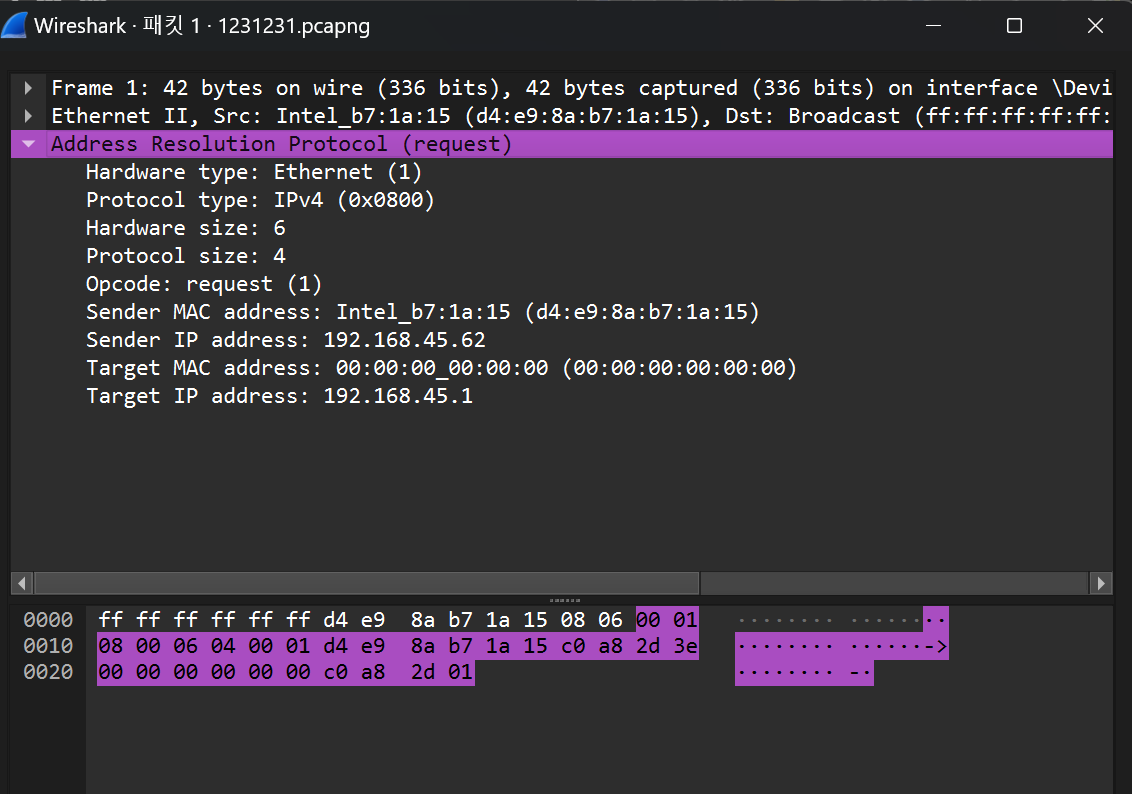 Wireshark · 패킷 1 · 1231231.pcapng
Frame 1: 42 bytes on wire (336 bits), 42 bytes captured (336 bits) on interface \Devi
Ethernet II, Src: Intel_b7:1a:15 (d4:e9:8a:b7:1a:15), Dst: Broadcast (ff:ff:ff:ff:ff:
Address Resolution Protocol (request)
Hardware type: Ethernet (1)
Protocol type: IPv4 (0x0800)
Hardware size: 6
Protocol size: 4
Opcode: request (1)
Sender MAC address: Intel_b7:1a:15 (d4:e9:8a:b7:1a:15)
Sender IP address: 192.168.45.62
Target MAC address: 00:00:00_00:00:00 (00:00:00:00:00:00)
Target IP address: 192.168.45.1
0000 ff ff ff ff ff ff d4 e9 8a b7 1a 15 08 06 00 01 ········ ········
0010 08 00 06 04 00 01 d4 e9 8a b7 1a 15 c0 a8 2d 3e ········ ······->
0020 00 00 00 00 00 00 c0 a8 2d 01 ········ -·